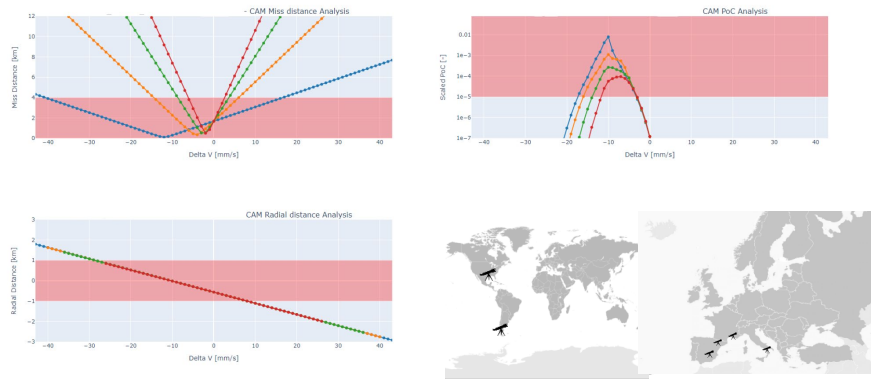 - CAM Miss distance Analysis
Miss Distance [km]
12
10
8
6
4
2
0
−40 −30 −20 −10 0 10 20 30 40
Delta V [mm/s]
CAM PoC Analysis
Scaled PoC [-]
0.01
1e−3
1e−4
1e−5
1e−6
1e−7
−40 −30 −20 −10 0 10 20 30 40
Delta V [mm/s]
CAM Radial distance Analysis
Radial Distance [km]
3
2
1
0
−1
−2
−3
−40 −30 −20 −10 0 10 20 30 40
Delta V [mm/s]